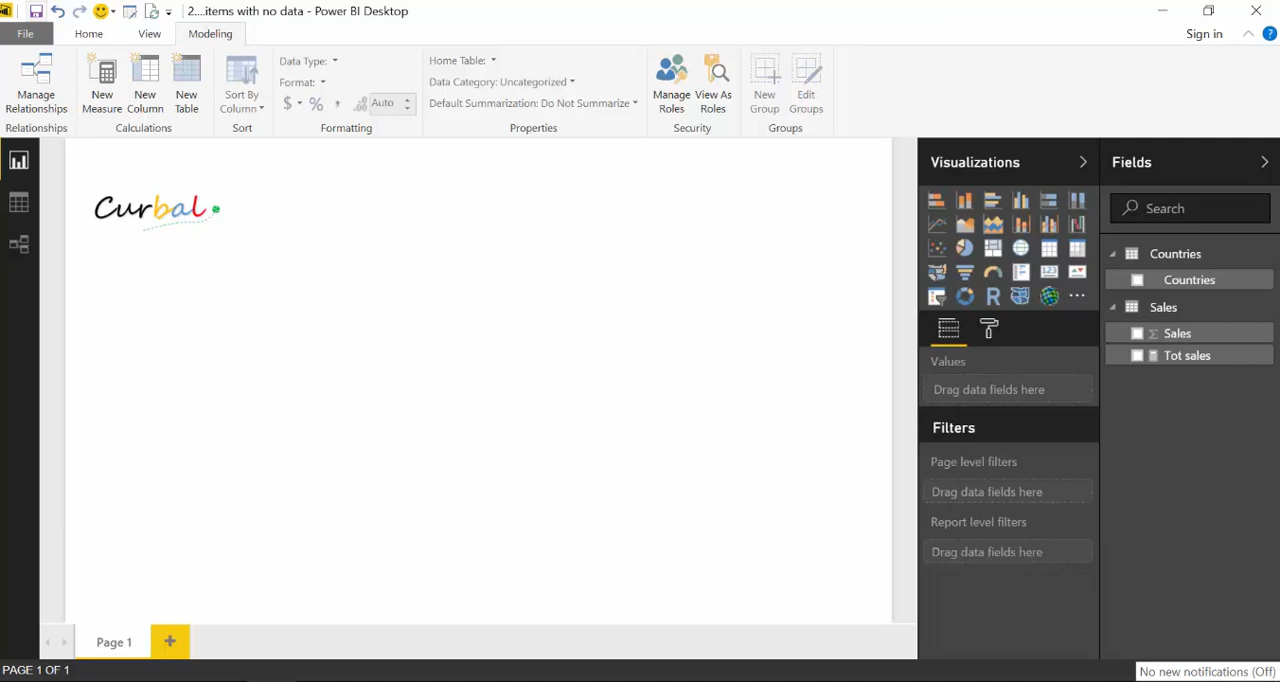 2....items with no data - Power BI Desktop
File Home View Modeling Sign in
Manage Relationships
New Measure
New Column
New Table
Sort By Column
Data Type:
Format:
$ % , Auto
Home Table:
Data Category: Uncategorized
Default Summarization: Do Not Summarize
Manage Roles
View As Roles
New Group
Edit Groups
Relationships Calculations Sort Formatting Properties Security Groups
Curbal
Visualizations
R
123
Values
Drag data fields here
Filters
Page level filters
Drag data fields here
Report level filters
Drag data fields here
Fields
Search
Countries
Countries
Sales
Σ Sales
Tot sales
Page 1
PAGE 1 OF 1
No new notifications (Off)